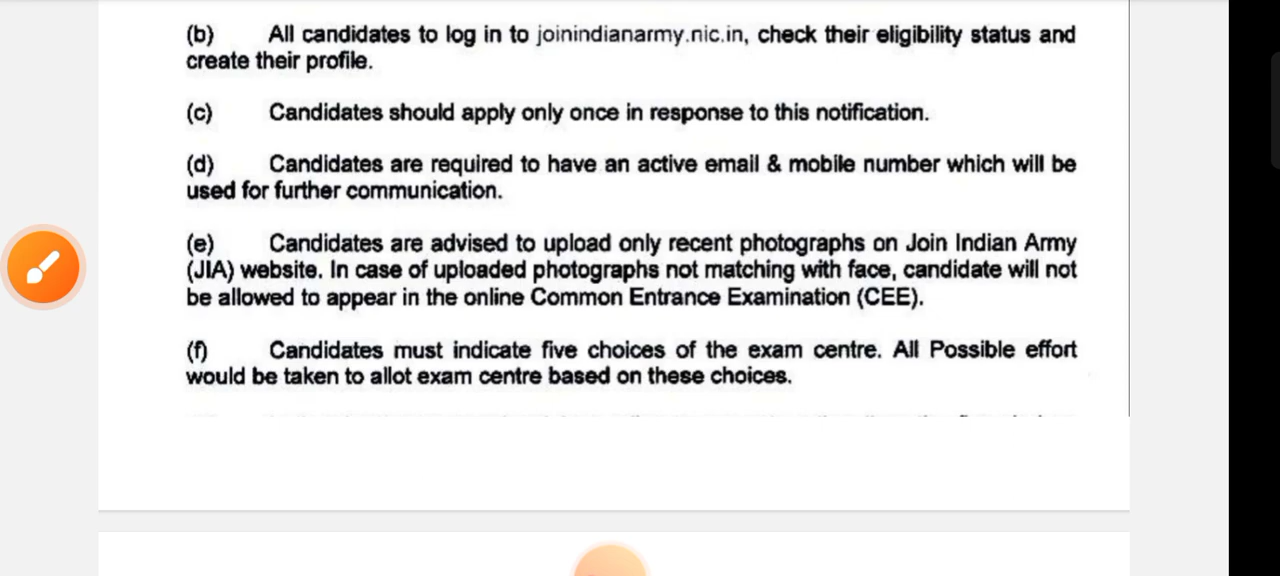 (b) All candidates to log in to joinindianarmy.nic.in, check their eligibility status and
create their profile.
(c) Candidates should apply only once in response to this notification.
(d) Candidates are required to have an active email & mobile number which will be
used for further communication.
(e) Candidates are advised to upload only recent photographs on Join Indian Army
(JIA) website. In case of uploaded photographs not matching with face, candidate will not
be allowed to appear in the online Common Entrance Examination (CEE).
(f) Candidates must indicate five choices of the exam centre. All Possible effort
would be taken to allot exam centre based on these choices.